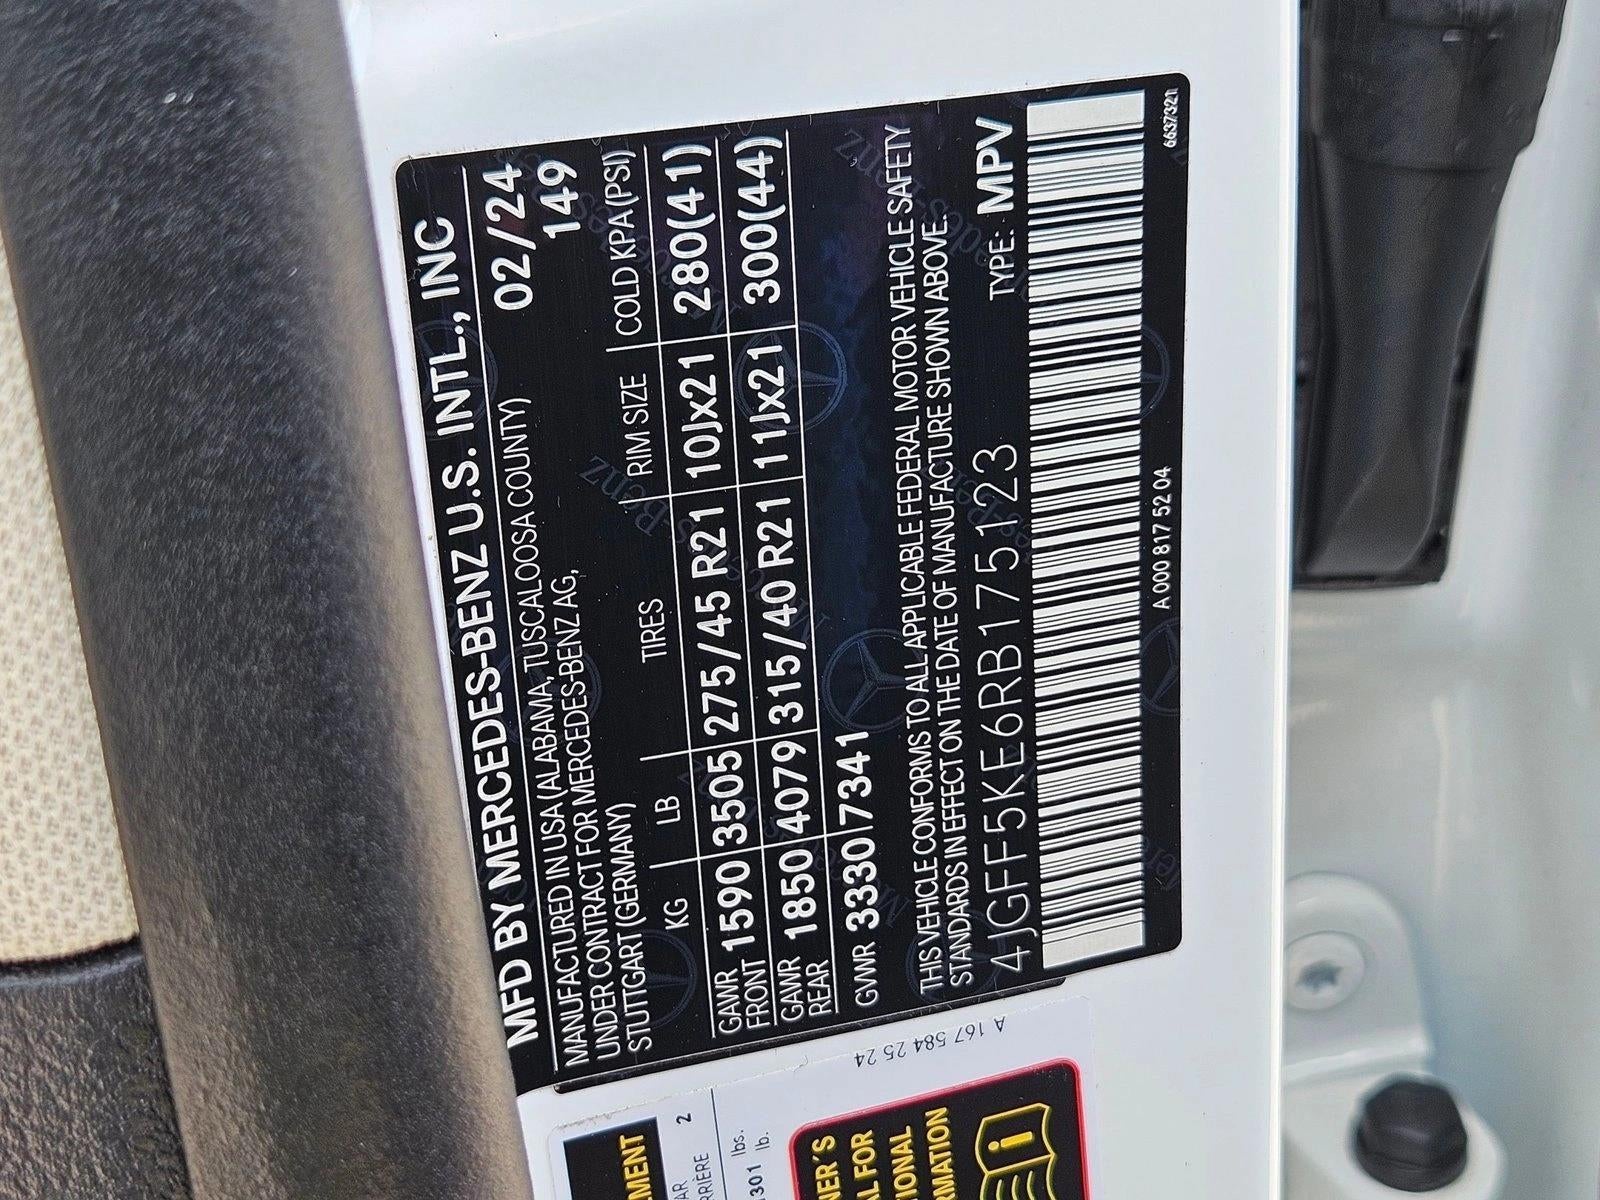 MFD BY MERCEDES-BENZ U.S. INTL., INC
MANUFACTURED IN USA (ALABAMA, TUSCALOOSA COUNTY) 02/24
UNDER CONTRACT FOR MERCEDES-BENZ AG, 149
STUTTGART (GERMANY)
KG LB TIRES RIM SIZE COLD KPA (PSI)
GAWR FRONT 1590 3505 275/45 R21 10Jx21 280(41)
GAWR REAR 1850 4079 315/40 R21 11Jx21 300(44)
GVWR 3330 7341
THIS VEHICLE CONFORMS TO ALL APPLICABLE FEDERAL MOTOR VEHICLE SAFETY
STANDARDS IN EFFECT ON THE DATE OF MANUFACTURE SHOWN ABOVE.
4JGFF5KE6RB175123 TYPE: MPV
A 000 817 52 04 6637321
A 167 584 25 24
2
lbs.
lb.